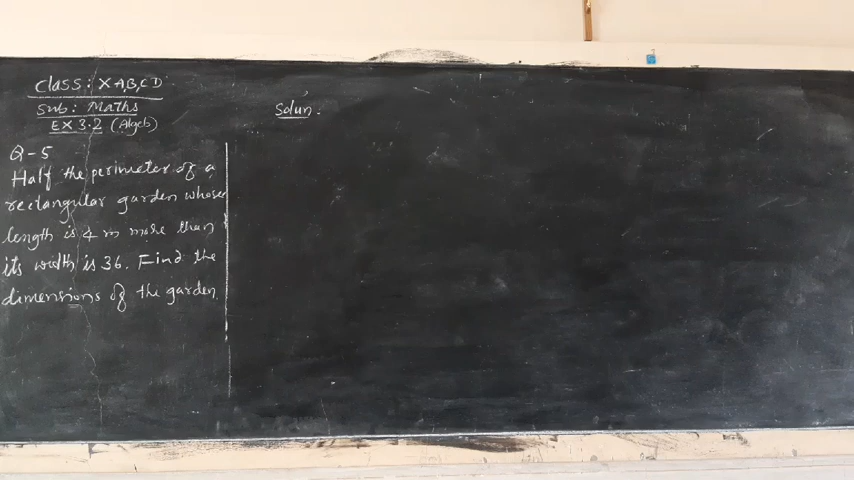 Class: X A,B,C D
Sub: Maths
EX 3.2 (Algeb)
Q-5
Half the perimeter of a
rectangular garden whose
length is 4 m more than
its width is 36. Find the
dimensions of the garden.
Solun.